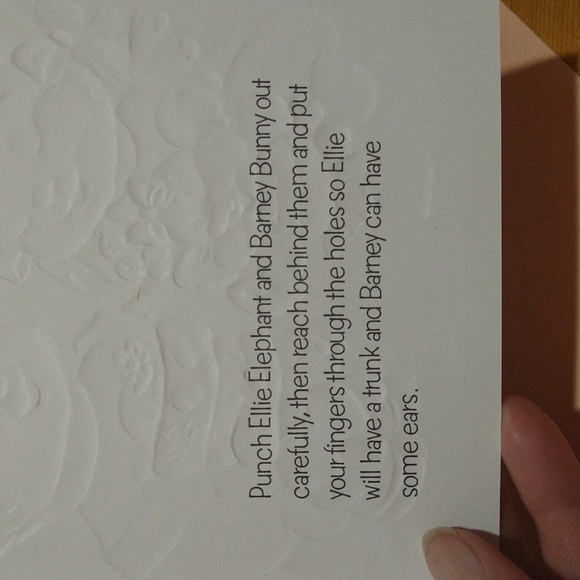 Punch Ellie Elephant and Barney Bunny out
carefully, then reach behind them and put
your fingers through the holes so Ellie
will have a trunk and Barney can have
some ears.